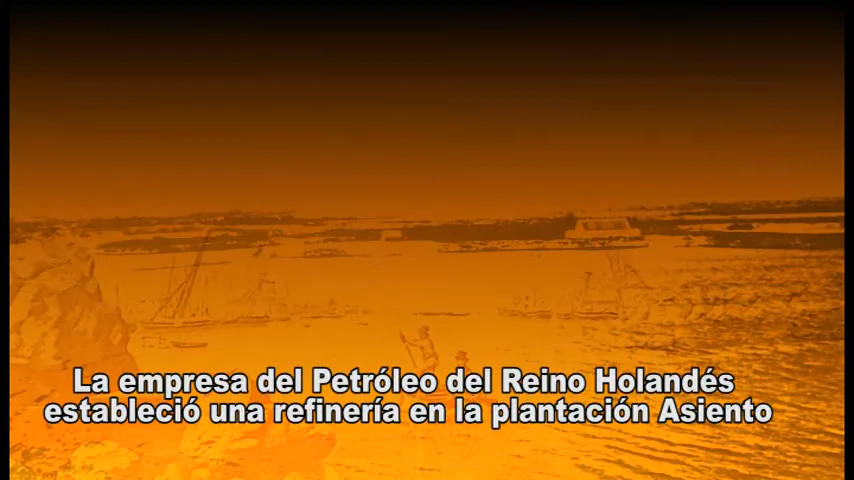 La empresa del Petróleo del Reino Holandés
estableció una refinería en la plantación Asiento